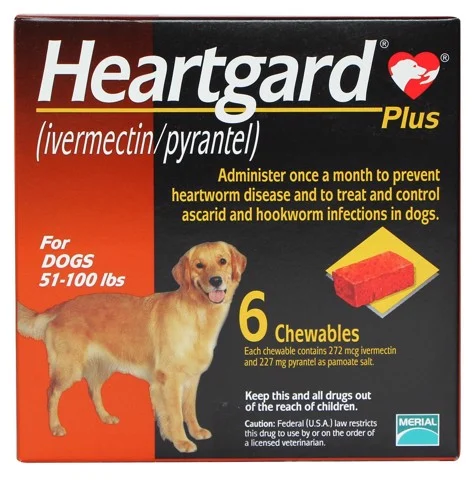 Heartgard®
®
Plus
(ivermectin/pyrantel)
Administer once a month to prevent
heartworm disease and to treat and control
ascarid and hookworm infections in dogs.
For
DOGS
51-100 lbs
6 Chewables
Each chewable contains 272 mcg ivermectin
and 227 mg pyrantel as pamoate salt.
Keep this and all drugs out
of the reach of children.
Caution: Federal (U.S.A.) law restricts
this drug to use by or on the order of
a licensed veterinarian.
MERIAL